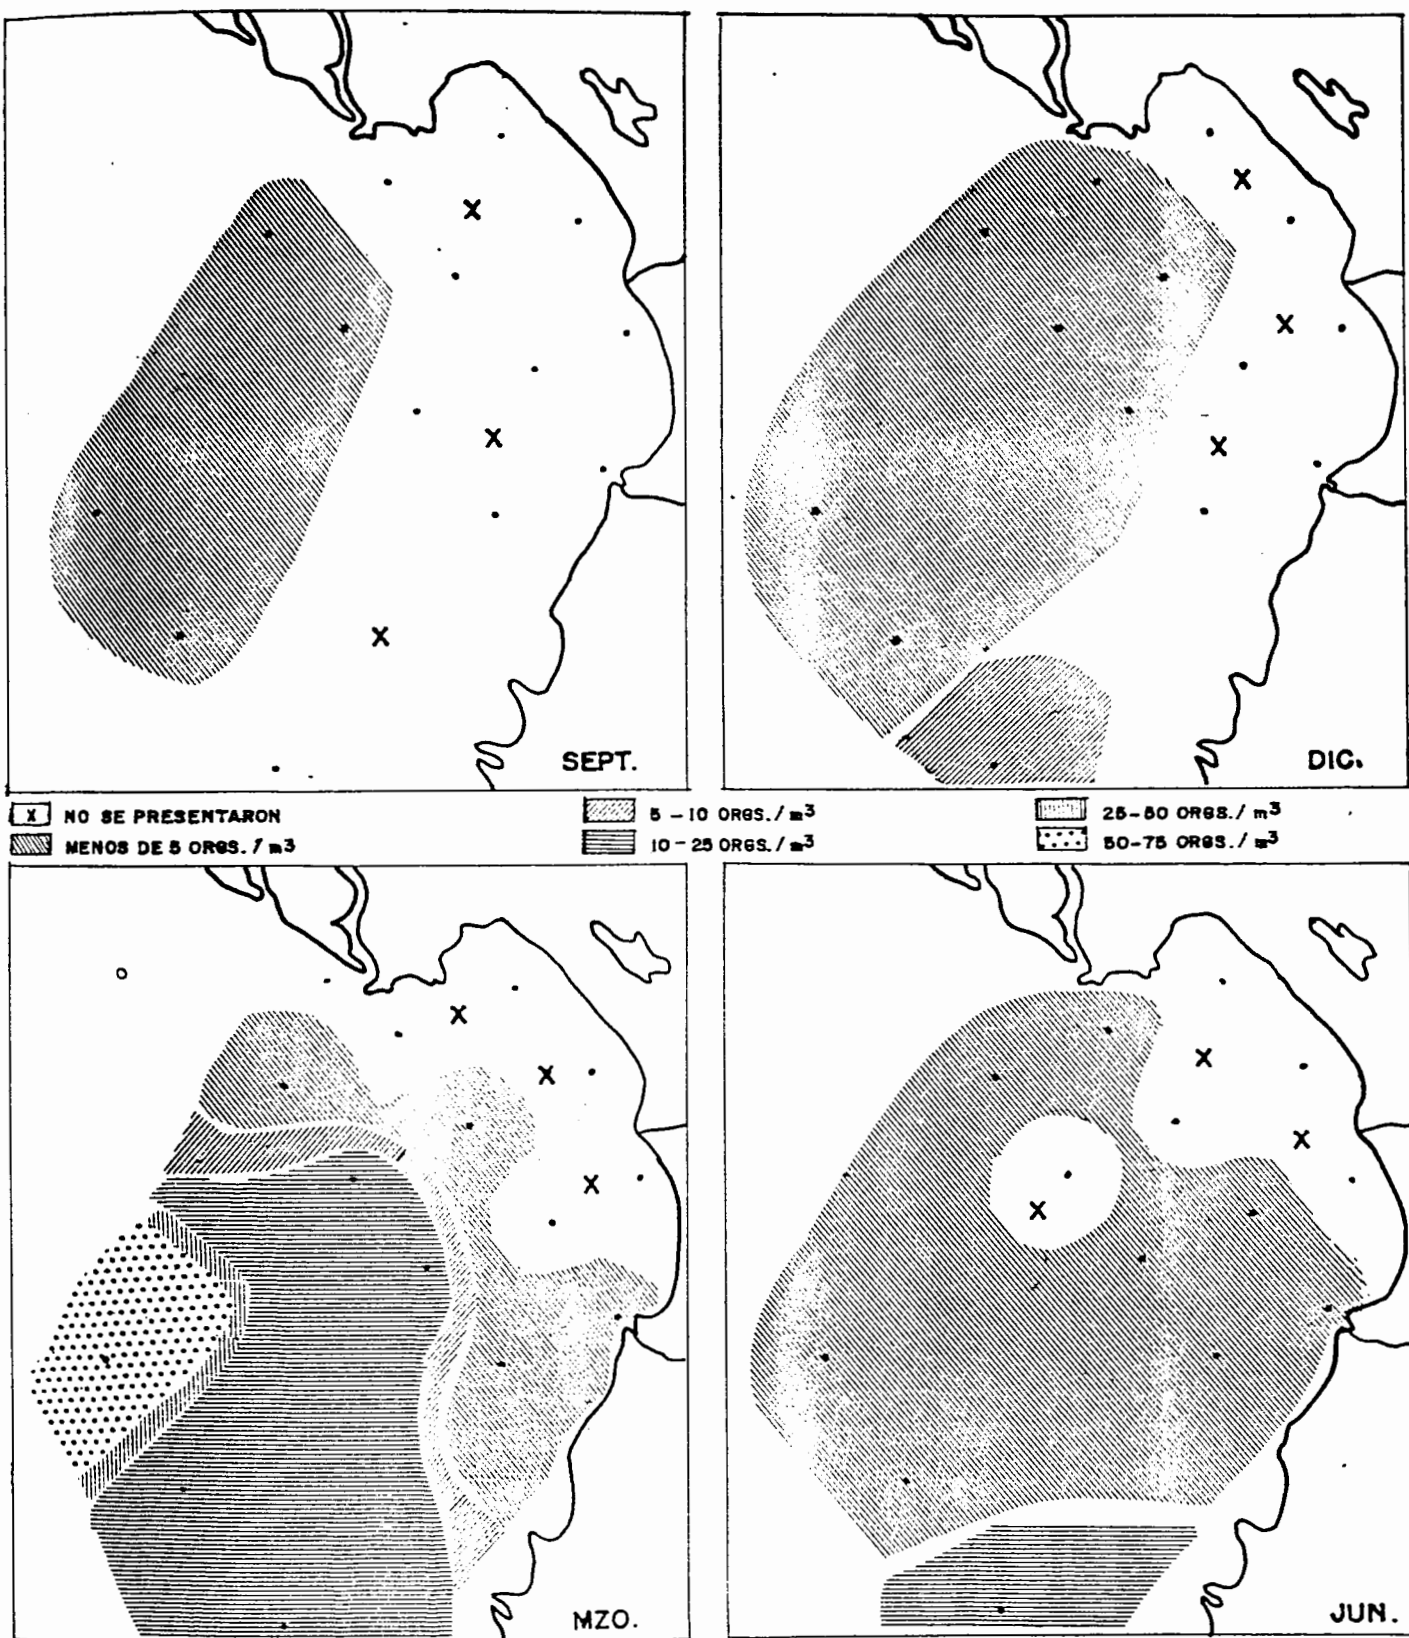 X
X
X
SEPT.
X
X
X
DIC.
X NO SE PRESENTARON
MENOS DE 5 ORGS./m3
5-10 ORGS./m3
10-25 ORGS./m3
25-50 ORGS./m3
50-75 ORGS./m3
X
X
X
MZO.
X
X
X
JUN.